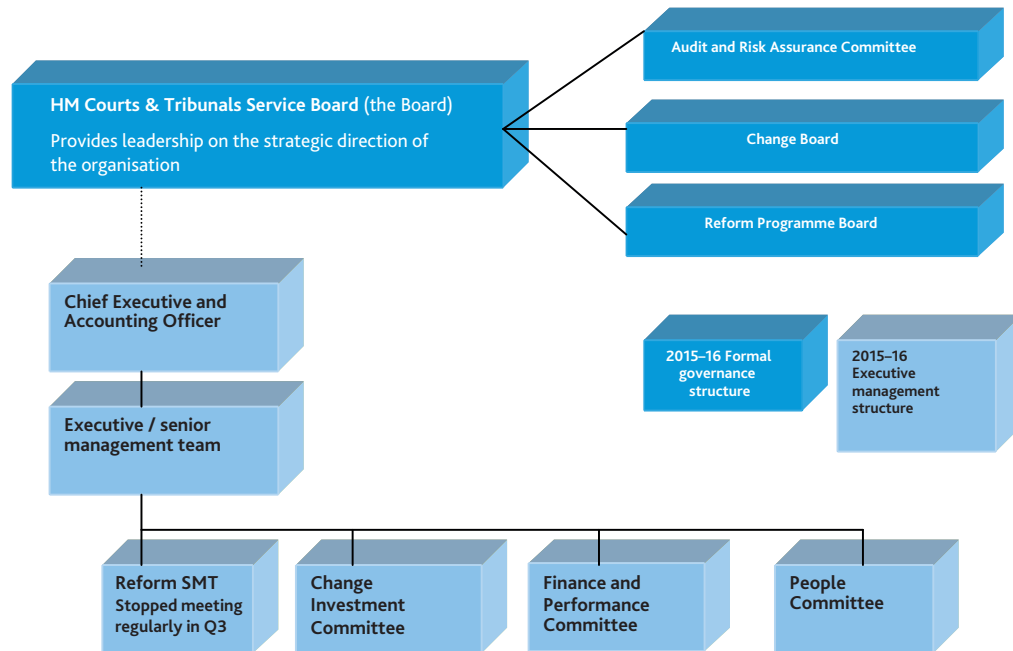 Audit and Risk Assurance Committee
HM Courts & Tribunals Service Board (the Board)
Provides leadership on the strategic direction of
the organisation
Change Board
Reform Programme Board
Chief Executive and
Accounting Officer
2015–16 Formal
governance
structure
2015–16
Executive
management
structure
Executive / senior
management team
Reform SMT
Stopped meeting
regularly in Q3
Change
Investment
Committee
Finance and
Performance
Committee
People
Committee